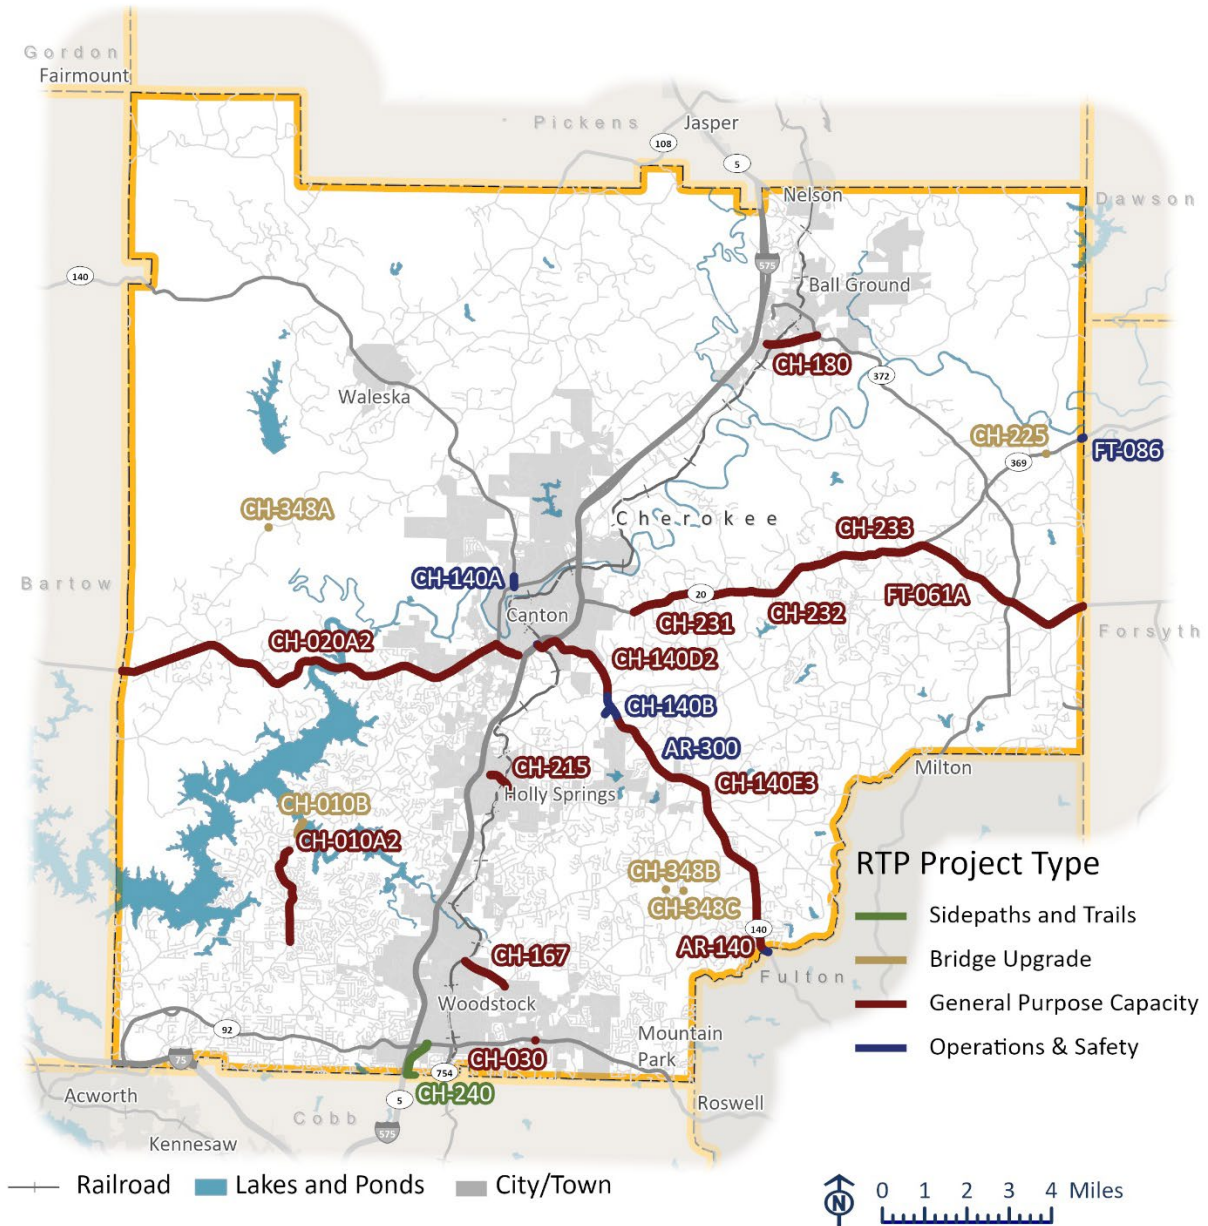 Gordon
Fairmount
Pickens
Jasper
108
5
Nelson
Dawson
140
575
Ball Ground
CH-180
Waleska
372
CH-225
369
FT-086
CH-348A
Cherokee
CH-233
Bartow
CH-140A
Canton
20
CH-231
CH-232
FT-061A
Forsyth
CH-020A2
CH-140D2
CH-140B
AR-300
CH-215
Holly Springs
CH-140E3
Milton
CH-010B
CH-010A2
CH-348B
CH-348C
140
AR-140
Fulton
CH-167
Woodstock
92
Mountain
Park
CH-030
75
754
CH-240
5
Acworth
Cobb
575
Roswell
Kennesaw
RTP Project Type
Sidepaths and Trails
Bridge Upgrade
General Purpose Capacity
Operations & Safety
Railroad
Lakes and Ponds
City/Town
N
0 1 2 3 4 Miles